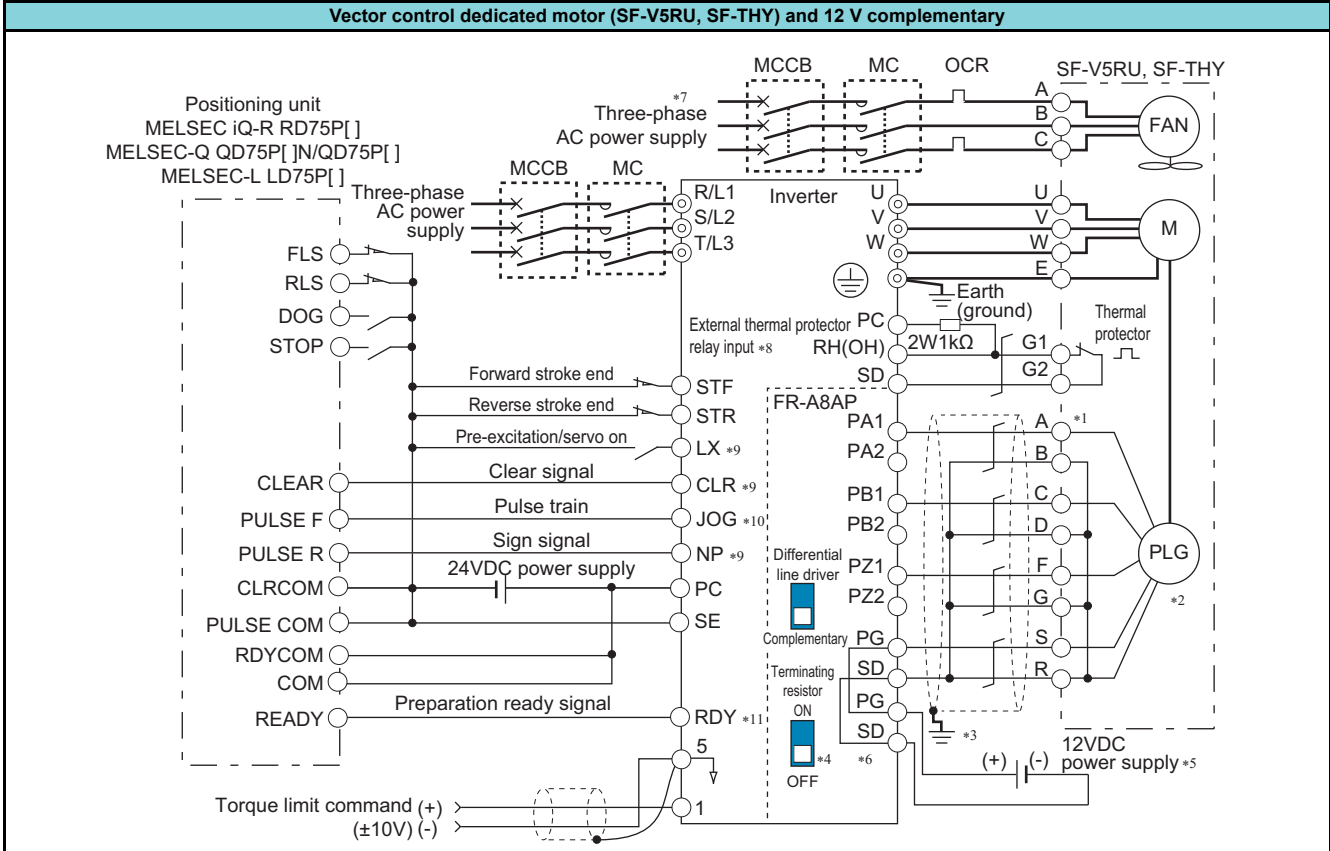 Vector control dedicated motor (SF-V5RU, SF-THY) and 12 V complementary
MCCB MC OCR SF-V5RU, SF-THY
Positioning unit
MELSEC iQ-R RD75P[ ]
MELSEC-Q QD75P[ ]N/QD75P[ ]
MELSEC-L LD75P[ ]
*7
Three-phase
AC power supply
A
B
C
FAN
MCCB MC
Three-phase
AC power
supply
R/L1
S/L2
T/L3
Inverter
U
V
W
U
V
W
E
M
Earth
(ground)
FLS
RLS
DOG
STOP
External thermal protector
relay input *8
PC
RH(OH)
SD
2W1kΩ
G1
G2
Thermal
protector
Forward stroke end
STF
Reverse stroke end
STR
Pre-excitation/servo on
LX *9
CLEAR
Clear signal
CLR *9
PULSE F
Pulse train
JOG *10
PULSE R
Sign signal
NP *9
CLRCOM
24VDC power supply
PC
PULSE COM
SE
RDYCOM
COM
READY
Preparation ready signal
RDY *11
5
1
Torque limit command (+)
(±10V) (-)
FR-A8AP
PA1
PA2
PB1
PB2
PZ1
PZ2
PG
SD
PG
SD
Differential
line driver
Complementary
Terminating
resistor
ON
*4
OFF
*6
A *1
B
C
D
F
G
S
R
PLG
*2
*3
(+) (-)
12VDC
power supply *5